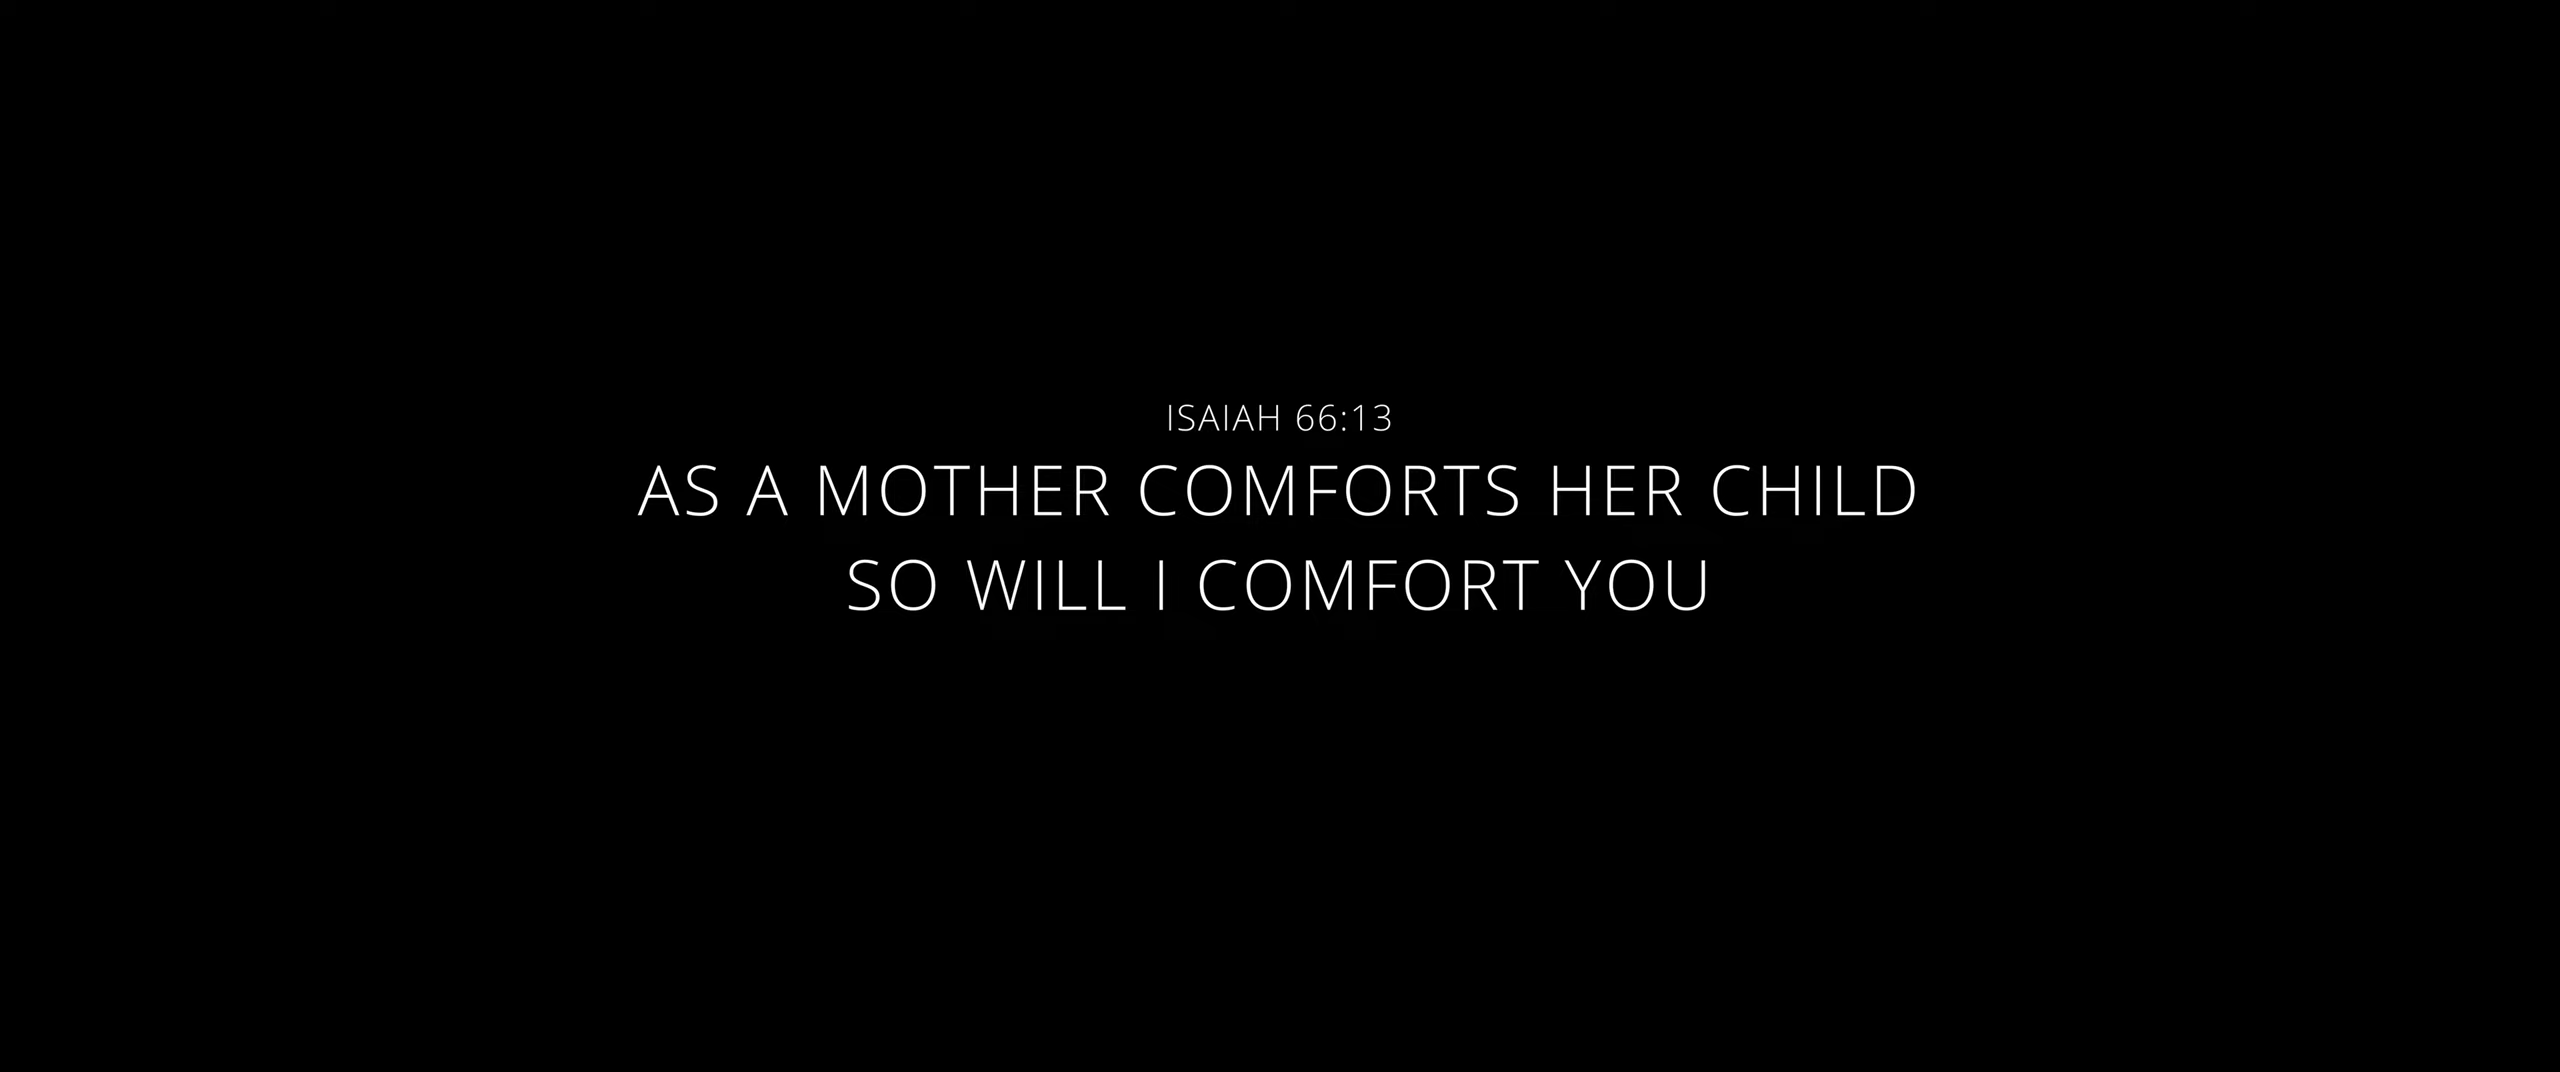 ISAIAH 66:13
AS A MOTHER COMFORTS HER CHILD
SO WILL I COMFORT YOU